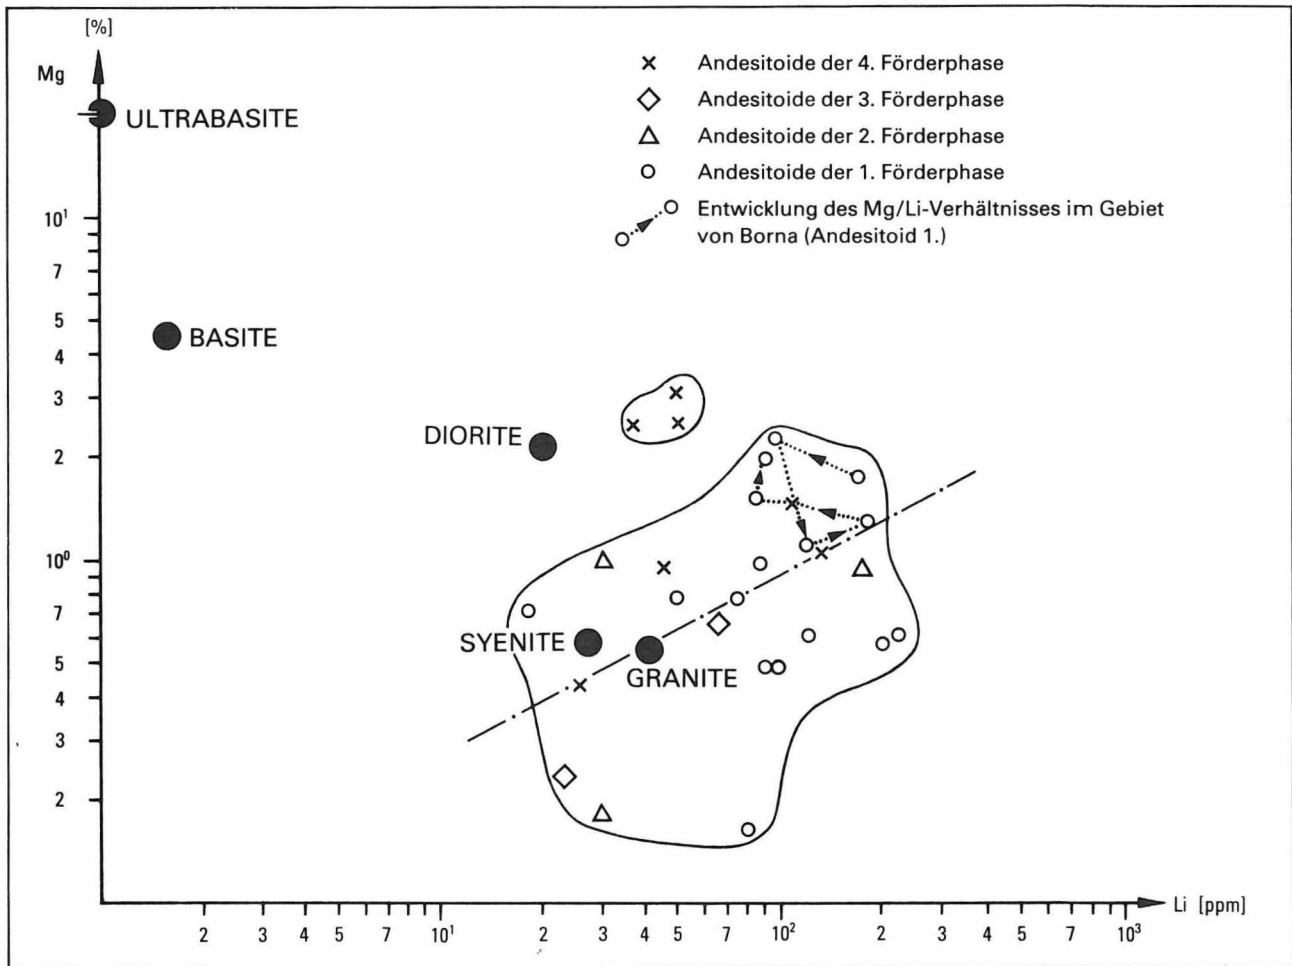 [%]
Mg
ULTRABASITE
10¹
7
5
4
3
2
10⁰
7
5
4
3
2
BASITE
DIORITE
SYENITE
GRANITE
Andesitoide der 4. Förderphase
Andesitoide der 3. Förderphase
Andesitoide der 2. Förderphase
Andesitoide der 1. Förderphase
Entwicklung des Mg/Li-Verhältnisses im Gebiet
von Borna (Andesitoid 1.)
2 3 4 5 7 10¹ 2 3 4 5 7 10² 2 3 4 5 7 10³
Li [ppm]